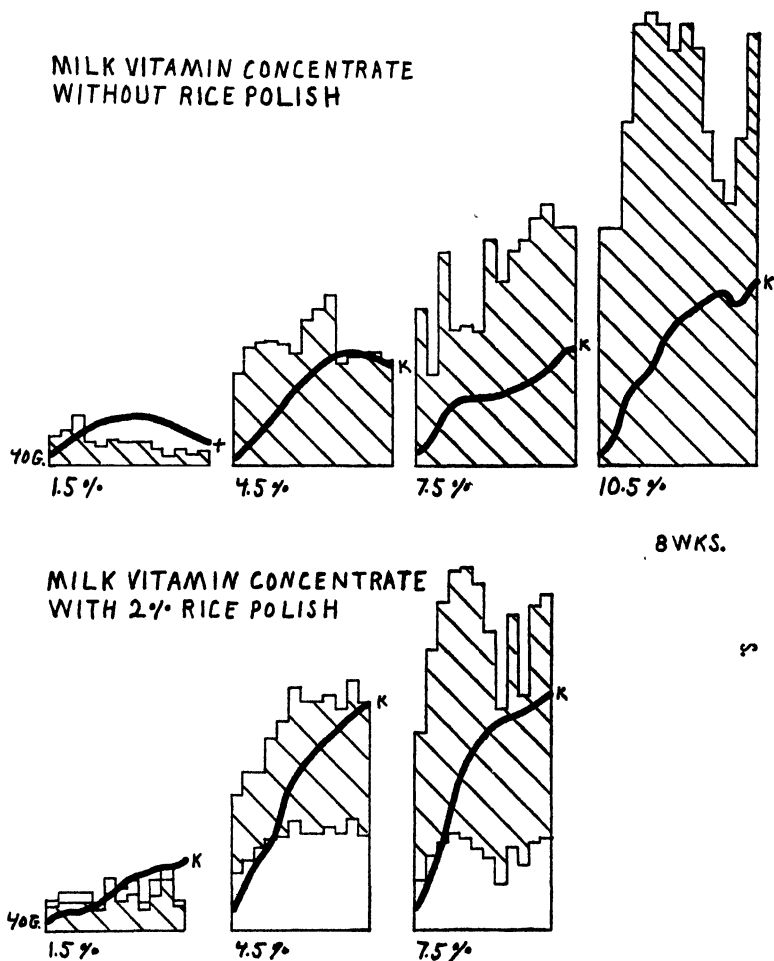 MILK VITAMIN CONCENTRATE
WITHOUT RICE POLISH
K
K
K
+
40G.
1.5%
4.5%
7.5%
10.5%
8 WKS.
MILK VITAMIN CONCENTRATE
WITH 2% RICE POLISH
K
K
K
40G.
1.5%
4.5%
7.5%